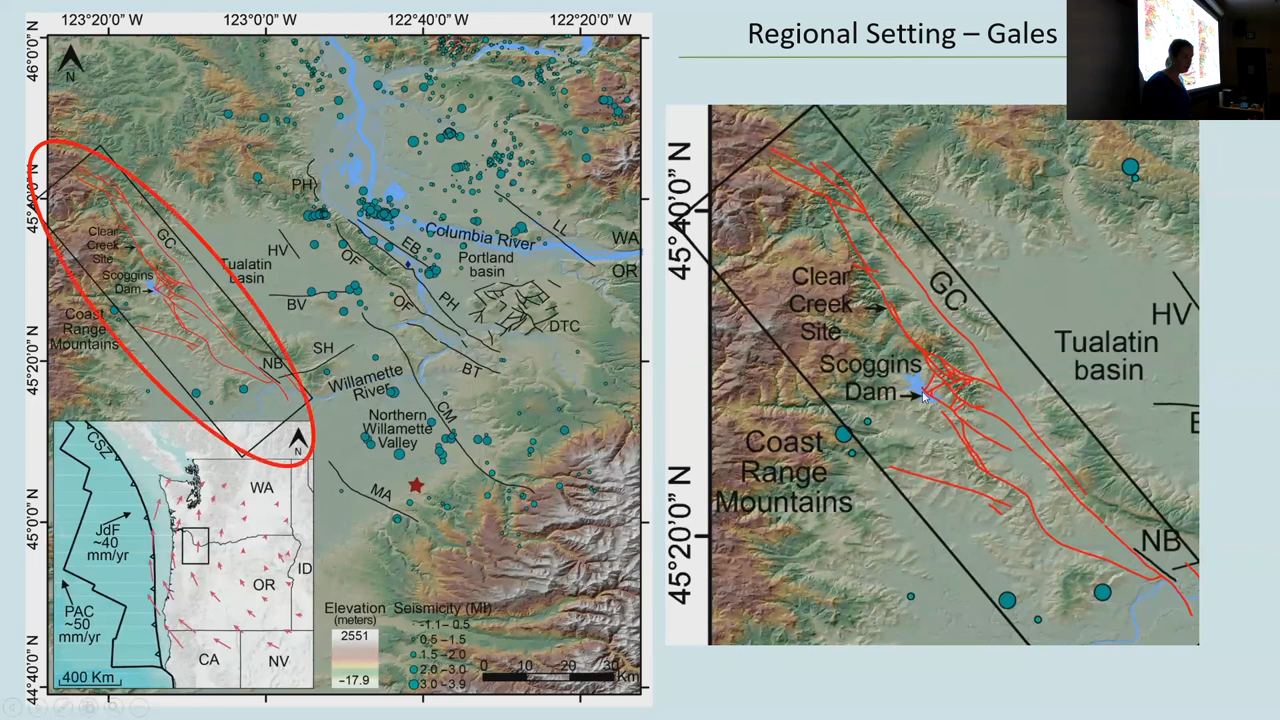 Regional Setting – Gales
123°20'0" W
123°0'0" W
122°40'0" W
122°20'0" W
46°0'0" N
45°40'0" N
45°20'0" N
45°0'0" N
44°40'0" N
N
PH
LL
WA
OR
Columbia River
Portland
basin
EB
OF
HV
Tualatin
basin
GC
Clear
Creek
Site
Scoggins
Dam
BV
OF
PH
DTC
Coast
Range
Mountains
SH
NB
BT
Willamette
River
CM
Northern
Willamette
Valley
MA
N
CSZ
WA
JdF
~40
mm/yr
ID
OR
PAC
~50
mm/yr
CA
NV
400 Km
Elevation
(meters)
2551
−17.9
Seismicity (Ml)
-1.1–0.5
0.5–1.5
1.5–2.0
2.0–3.0
3.0–3.9
0 10 20 30
Km
45°40'0" N
45°20'0" N
GC
Clear
Creek
Site
HV
Tualatin
basin
Scoggins
Dam
Coast
Range
Mountains
NB